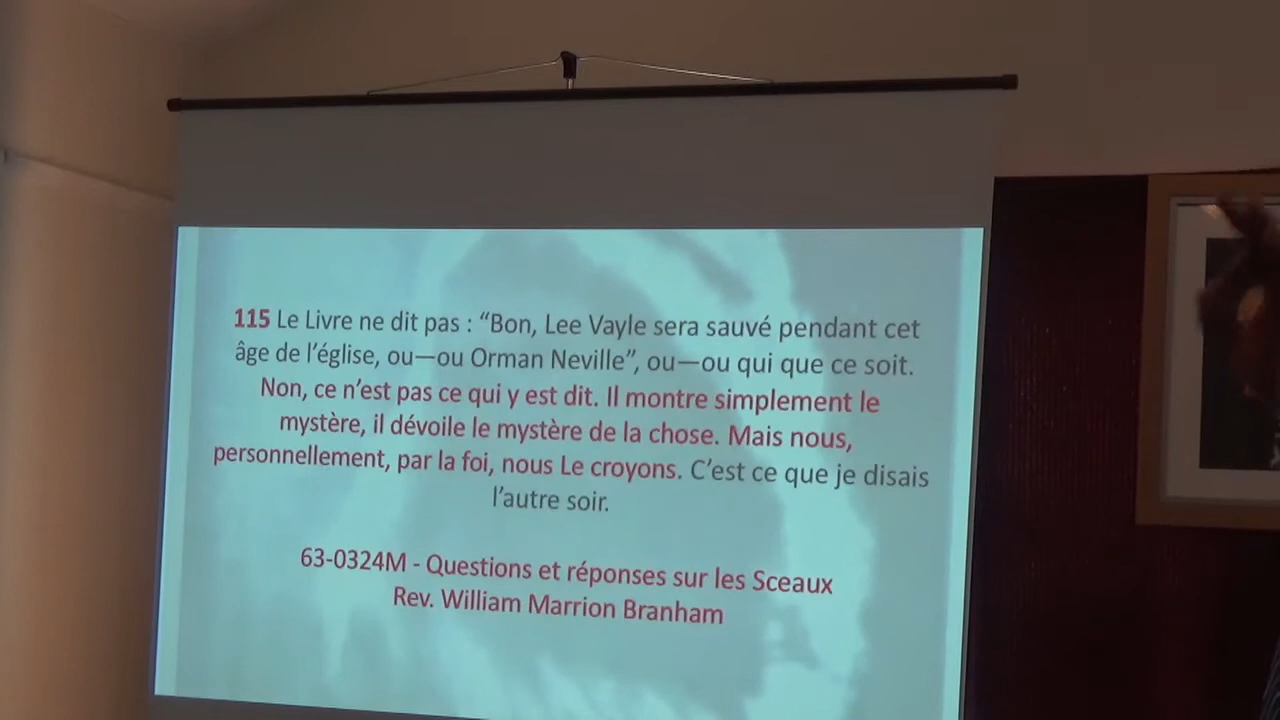 115 Le Livre ne dit pas : “Bon, Lee Vayle sera sauvé pendant cet
âge de l’église, ou—ou Orman Neville”, ou—ou qui que ce soit.
Non, ce n’est pas ce qui y est dit. Il montre simplement le
mystère, il dévoile le mystère de la chose. Mais nous,
personnellement, par la foi, nous Le croyons. C’est ce que je disais
l’autre soir.
63-0324M - Questions et réponses sur les Sceaux
Rev. William Marrion Branham